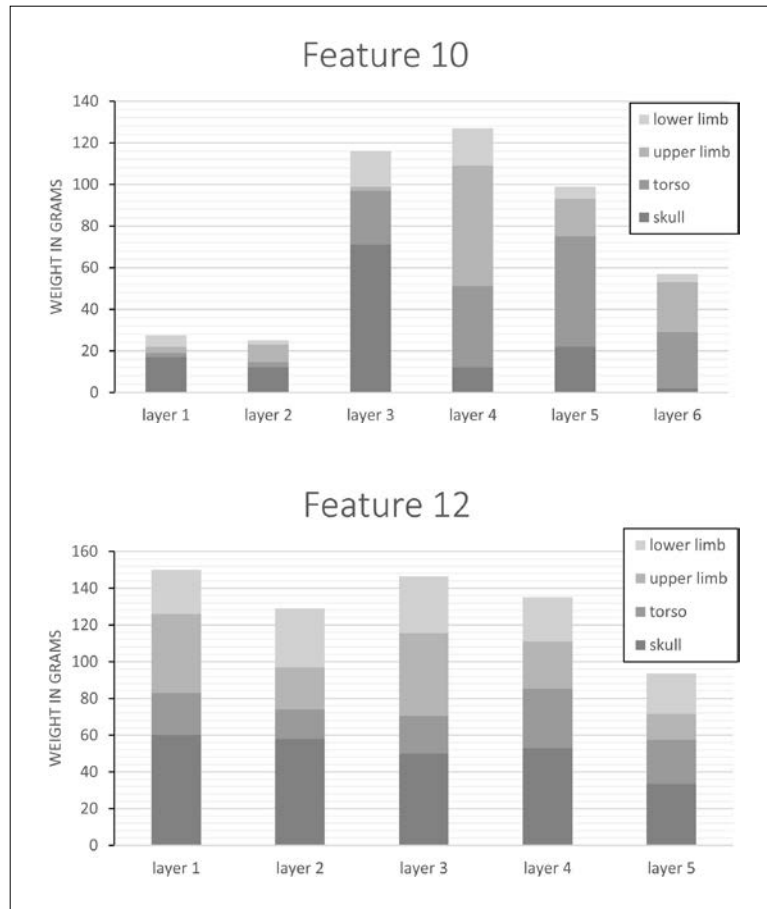 Feature 10
WEIGHT IN GRAMS
140
120
100
80
60
40
20
0
lower limb
upper limb
torso
skull
layer 1 layer 2 layer 3 layer 4 layer 5 layer 6
Feature 12
WEIGHT IN GRAMS
160
140
120
100
80
60
40
20
0
lower limb
upper limb
torso
skull
layer 1 layer 2 layer 3 layer 4 layer 5